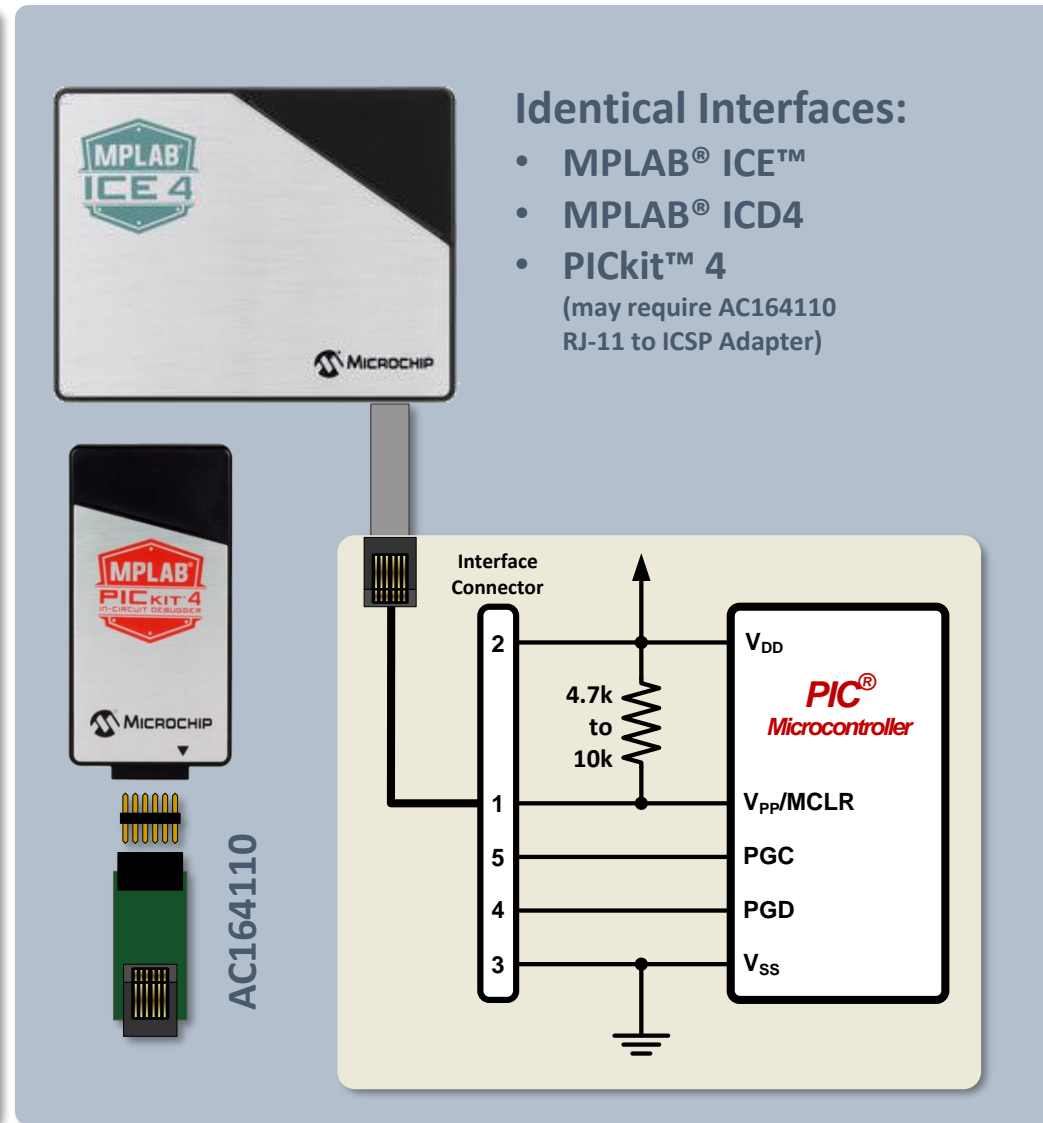 MPLAB®
ICE 4
MICROCHIP
Identical Interfaces:
• MPLAB® ICE™
• MPLAB® ICD4
• PICkit™ 4
(may require AC164110
RJ-11 to ICSP Adapter)
MPLAB®
PICKIT™4
IN-CIRCUIT DEBUGGER
MICROCHIP
AC164110
Interface
Connector
2
1
5
4
3
4.7k
to
10k
VDD
PIC®
Microcontroller
VPP/MCLR
PGC
PGD
VSS